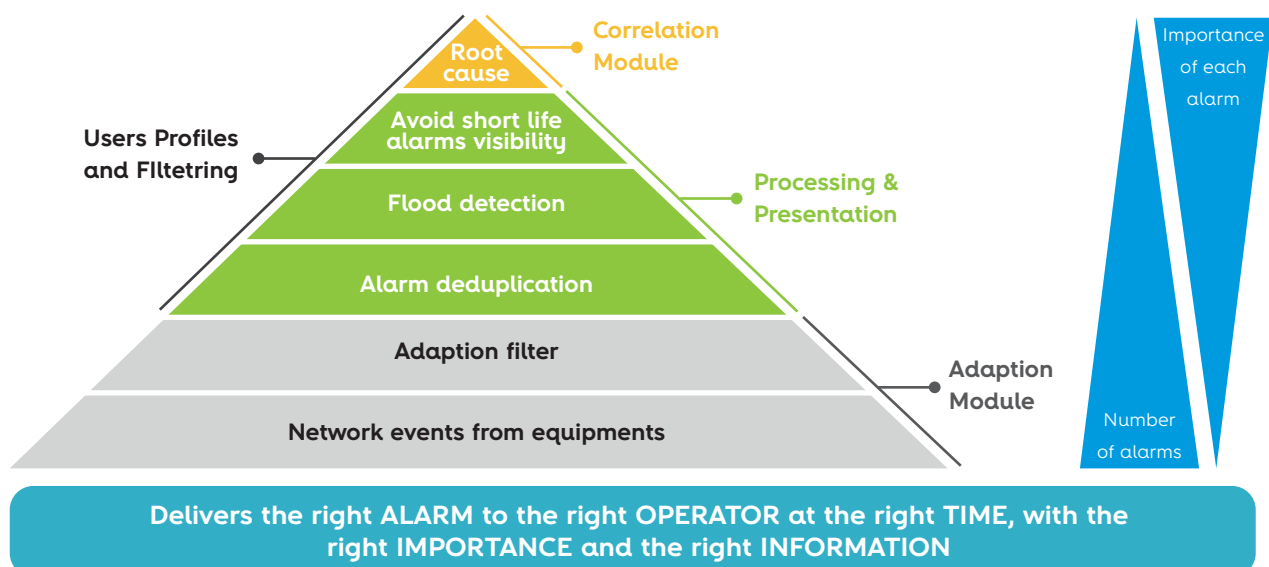 Root
cause
Correlation
Module
Importance
of each
alarm
Avoid short life
alarms visibility
Users Profiles
and FIltetring
Flood detection
Processing &
Presentation
Alarm deduplication
Adaption filter
Adaption
Module
Network events from equipments
Number
of alarms
Delivers the right ALARM to the right OPERATOR at the right TIME, with the
right IMPORTANCE and the right INFORMATION